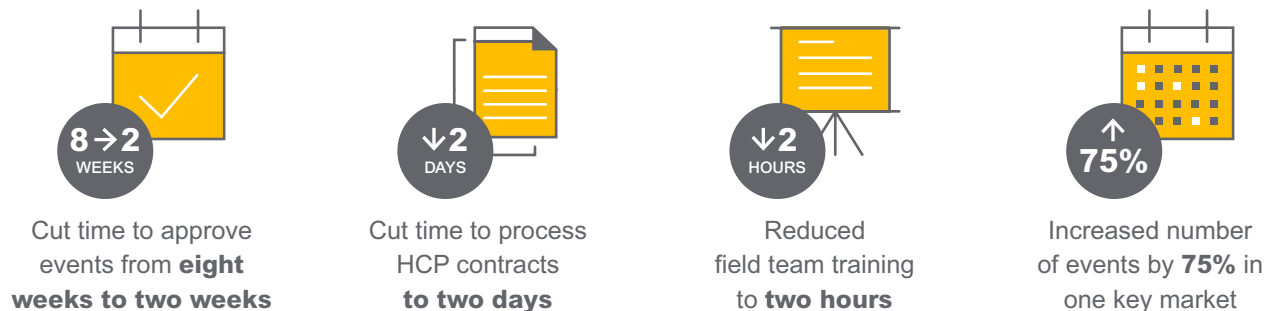 8→2
WEEKS
Cut time to approve
events from eight
weeks to two weeks
↓2
DAYS
Cut time to process
HCP contracts
to two days
↓2
HOURS
Reduced
field team training
to two hours
↑
75%
Increased number
of events by 75% in
one key market